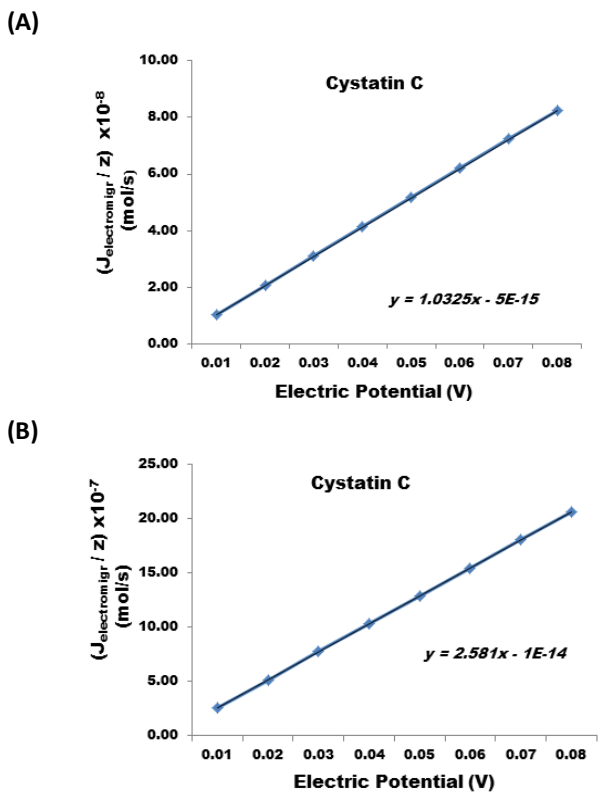 (A)
Cystatin C
(Jelectromigr / z) x10-8
(mol/s)
10.00
8.00
6.00
4.00
2.00
0.00
y = 1.0325x - 5E-15
0.01 0.02 0.03 0.04 0.05 0.06 0.07 0.08
Electric Potential (V)
(B)
Cystatin C
(Jelectromigr / z) x10-7
(mol/s)
25.00
20.00
15.00
10.00
5.00
0.00
y = 2.581x - 1E-14
0.01 0.02 0.03 0.04 0.05 0.06 0.07 0.08
Electric Potential (V)